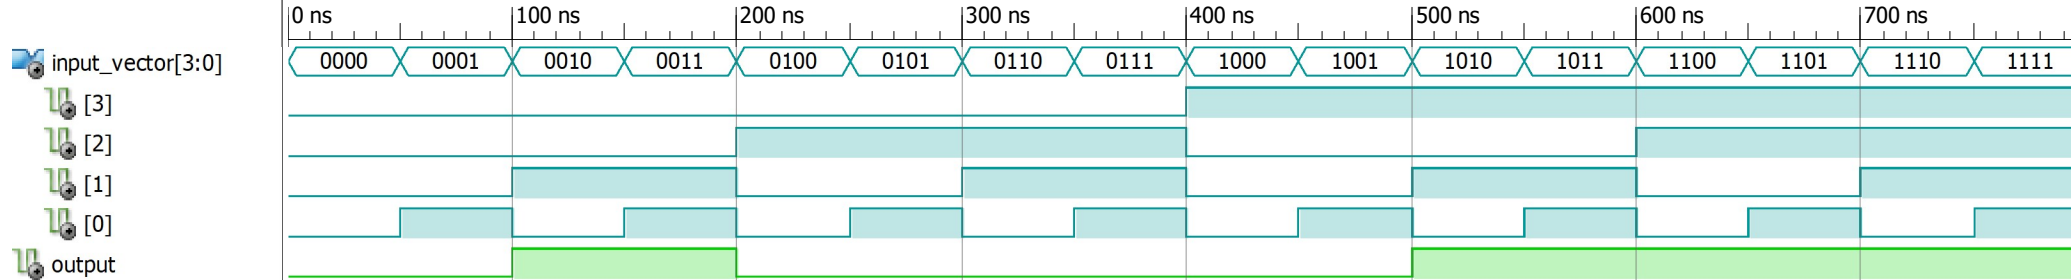 0 ns 100 ns 200 ns 300 ns 400 ns 500 ns 600 ns 700 ns
input_vector[3:0] 0000 0001 0010 0011 0100 0101 0110 0111 1000 1001 1010 1011 1100 1101 1110 1111
[3]
[2]
[1]
[0]
output